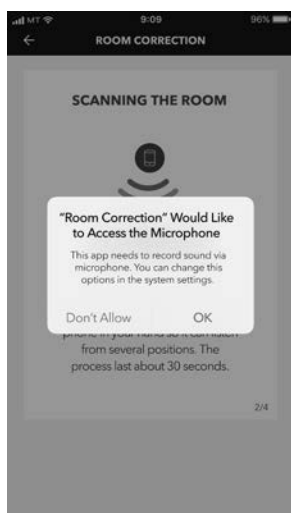 MT 9:09 96%
ROOM CORRECTION
SCANNING THE ROOM
"Room Correction" Would Like
to Access the Microphone
This app needs to record sound via
microphone. You can change this
options in the system settings.
Don't Allow OK
phone in your hand so it can listen
from several positions. The
process last about 30 seconds.
2/4